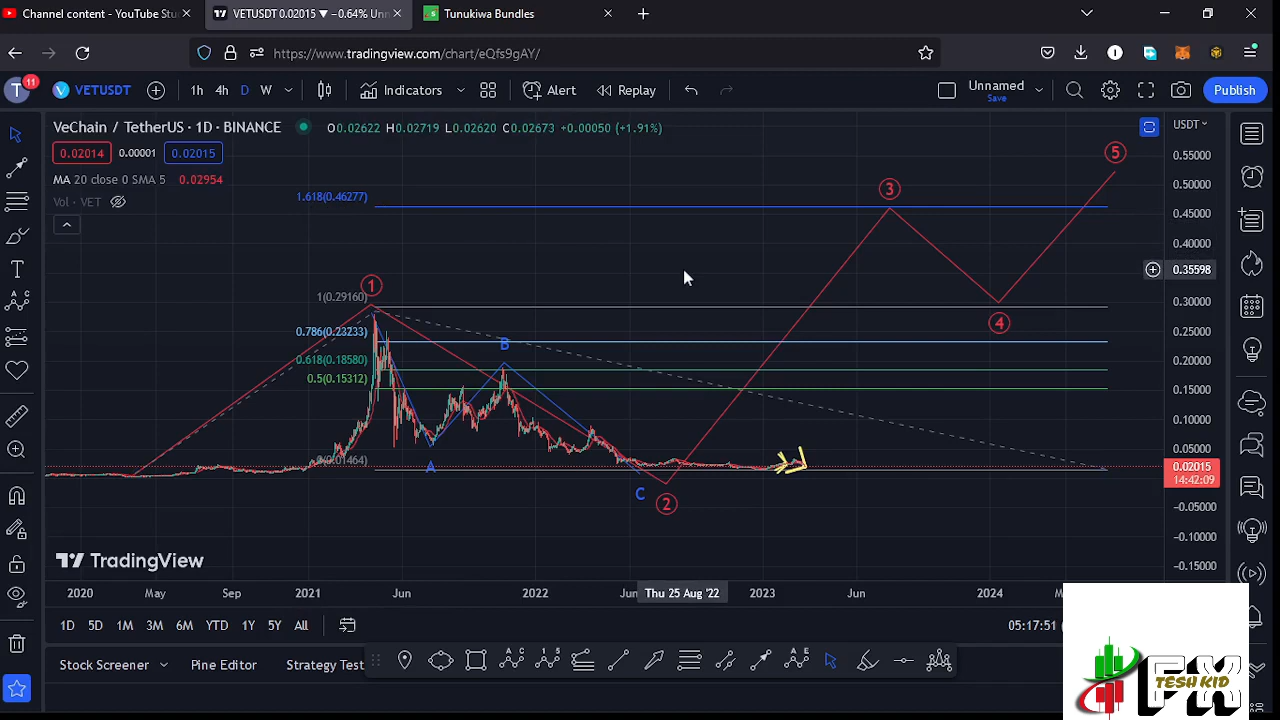 Content channel - YouTube Stu
VETUSDT 0.02015 ▼ −0.64% Unn
Tunukiwa Bundles
https://www.tradingview.com/chart/eQfs9gAY/
T
11
VETUSDT
1h
4h
D
W
Indicators
Alert
Replay
Unnamed
Save
Publish
VeChain / TetherUS · 1D · BINANCE
O0.02622 H0.02719 L0.02620 C0.02673 +0.00050 (+1.91%)
USDT
0.02014
0.00001
0.02015
MA 20 close 0 SMA 5 0.02954
Vol · VET
0.55000
0.50000
0.45000
0.40000
0.35598
0.30000
0.25000
0.20000
0.15000
0.10000
0.05000
0.02015
14:42:09
−0.05000
−0.10000
−0.15000
1.618(0.46277)
1(0.29160)
0.786(0.23233)
0.618(0.18580)
0.5(0.15312)
0(0.01464)
1
2
3
4
5
A
B
C
TradingView
2020
May
Sep
2021
Jun
2022
Jun
Thu 25 Aug '22
2023
Jun
2024
1D
5D
1M
3M
6M
YTD
1Y
5Y
All
05:17:51 (
Stock Screener
Pine Editor
Strategy Test
FX
TESH KID